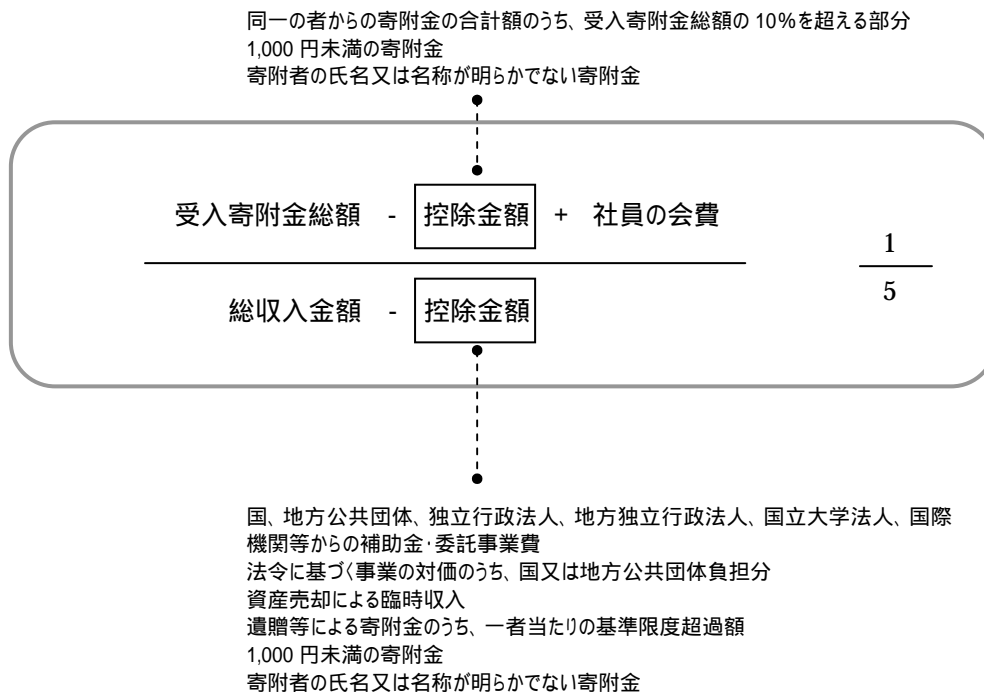 同一の者からの寄附金の合計額のうち、受入寄附金総額の 10％を超える部分
1,000 円未満の寄附金
寄附者の氏名又は名称が明らかでない寄附金
受入寄附金総額 - 控除金額 + 社員の会費
総収入金額 - 控除金額
1
5
国、地方公共団体、独立行政法人、地方独立行政法人、国立大学法人、国際
機関等からの補助金・委託事業費
法令に基づく事業の対価のうち、国又は地方公共団体負担分
資産売却による臨時収入
遺贈等による寄附金のうち、一者当たりの基準限度超過額
1,000 円未満の寄附金
寄附者の氏名又は名称が明らかでない寄附金